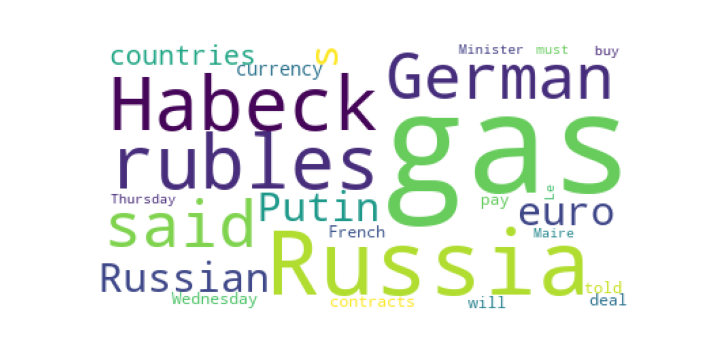 countries
s
Minister
must
buy
currency
Habeck
German
gas
rubles
Thursday
said
Putin
pay
Le
euro
French
Maire
Russian
Russia
Wednesday
contracts
will
told
deal